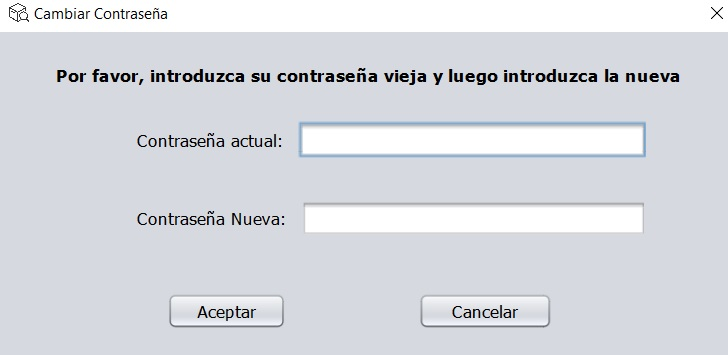 Cambiar Contraseña
Por favor, introduzca su contraseña vieja y luego introduzca la nueva
Contraseña actual:
Contraseña Nueva:
Aceptar Cancelar